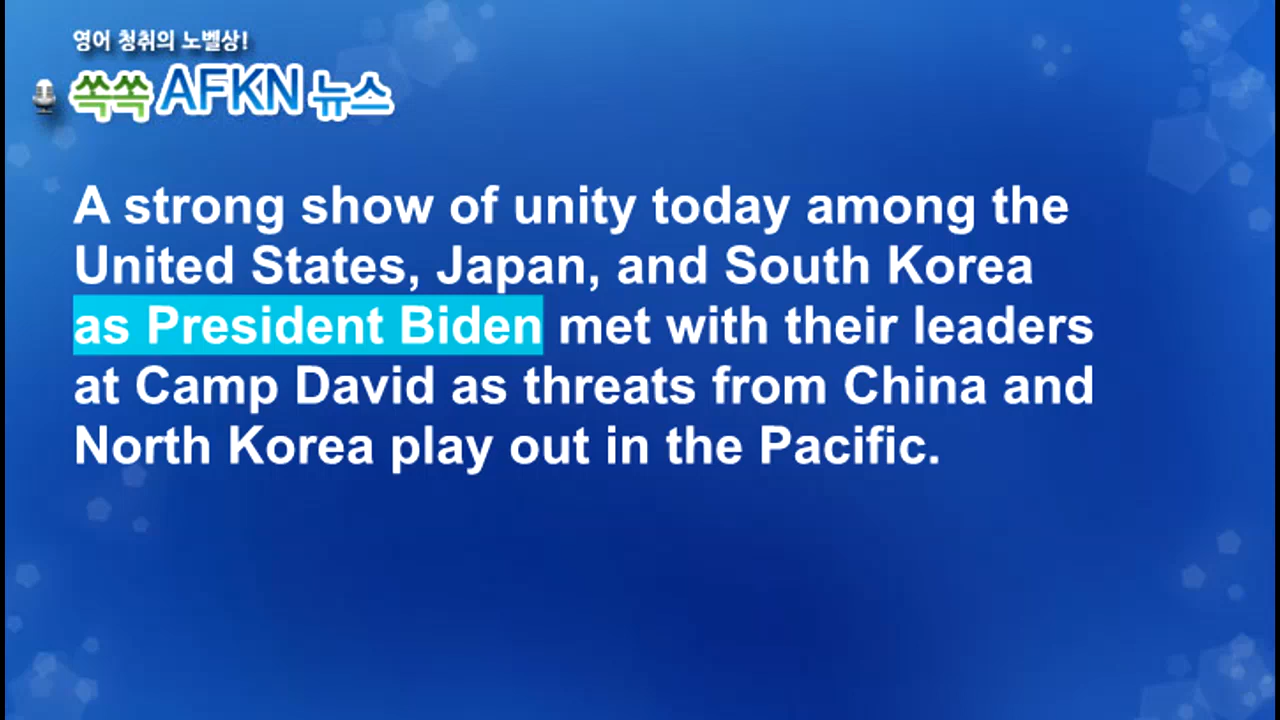 영어 청취의 노벨상!
쏙쏙 AFKN 뉴스
A strong show of unity today among the
United States, Japan, and South Korea
as President Biden met with their leaders
at Camp David as threats from China and
North Korea play out in the Pacific.